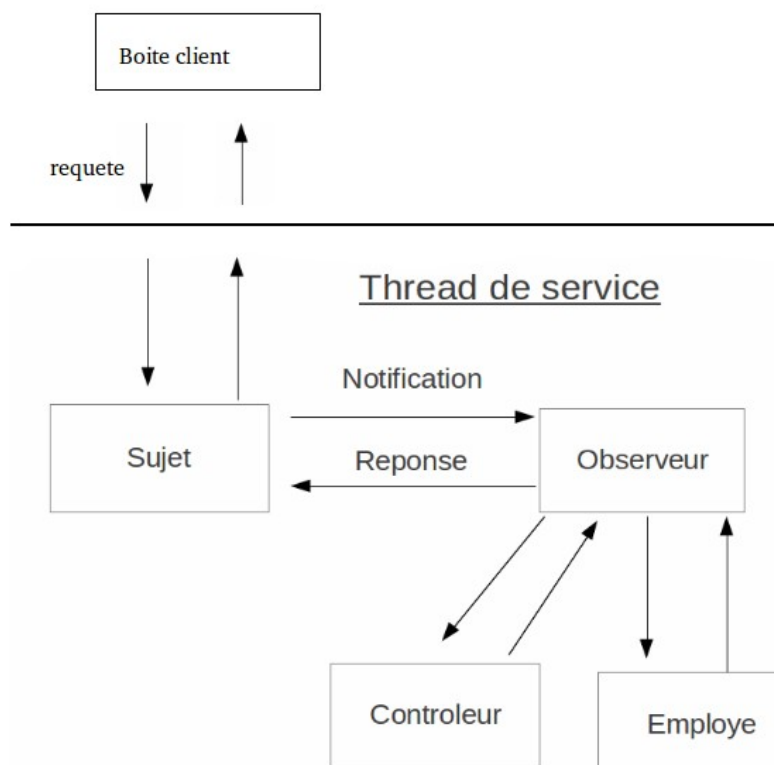 Boite client
requete
Thread de service
Notification
Sujet
Reponse
Observeur
Controleur
Employe